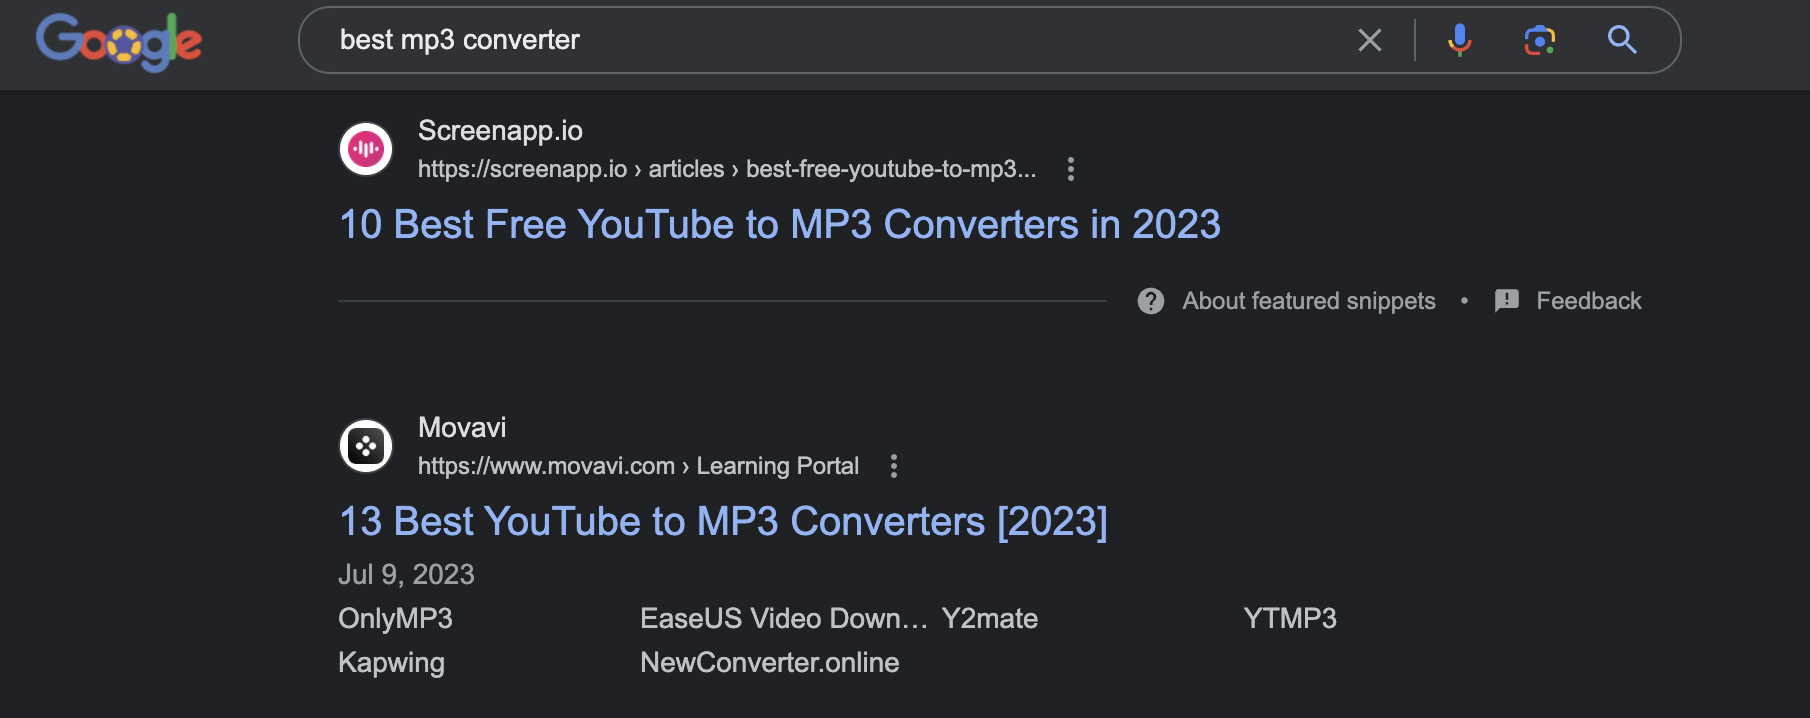 Google
best mp3 converter
Screenapp.io
https://screenapp.io › articles › best-free-youtube-to-mp3...
10 Best Free YouTube to MP3 Converters in 2023
About featured snippets • Feedback
Movavi
https://www.movavi.com › Learning Portal
13 Best YouTube to MP3 Converters [2023]
Jul 9, 2023
OnlyMP3 EaseUS Video Down... Y2mate YTMP3
Kapwing NewConverter.online